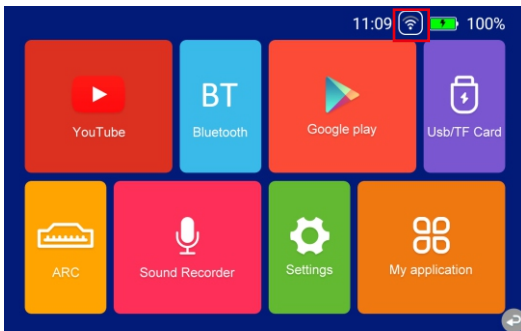 11:09 100%
YouTube
BT
Bluetooth
Google play
Usb/TF Card
ARC
Sound Recorder
Settings
My application